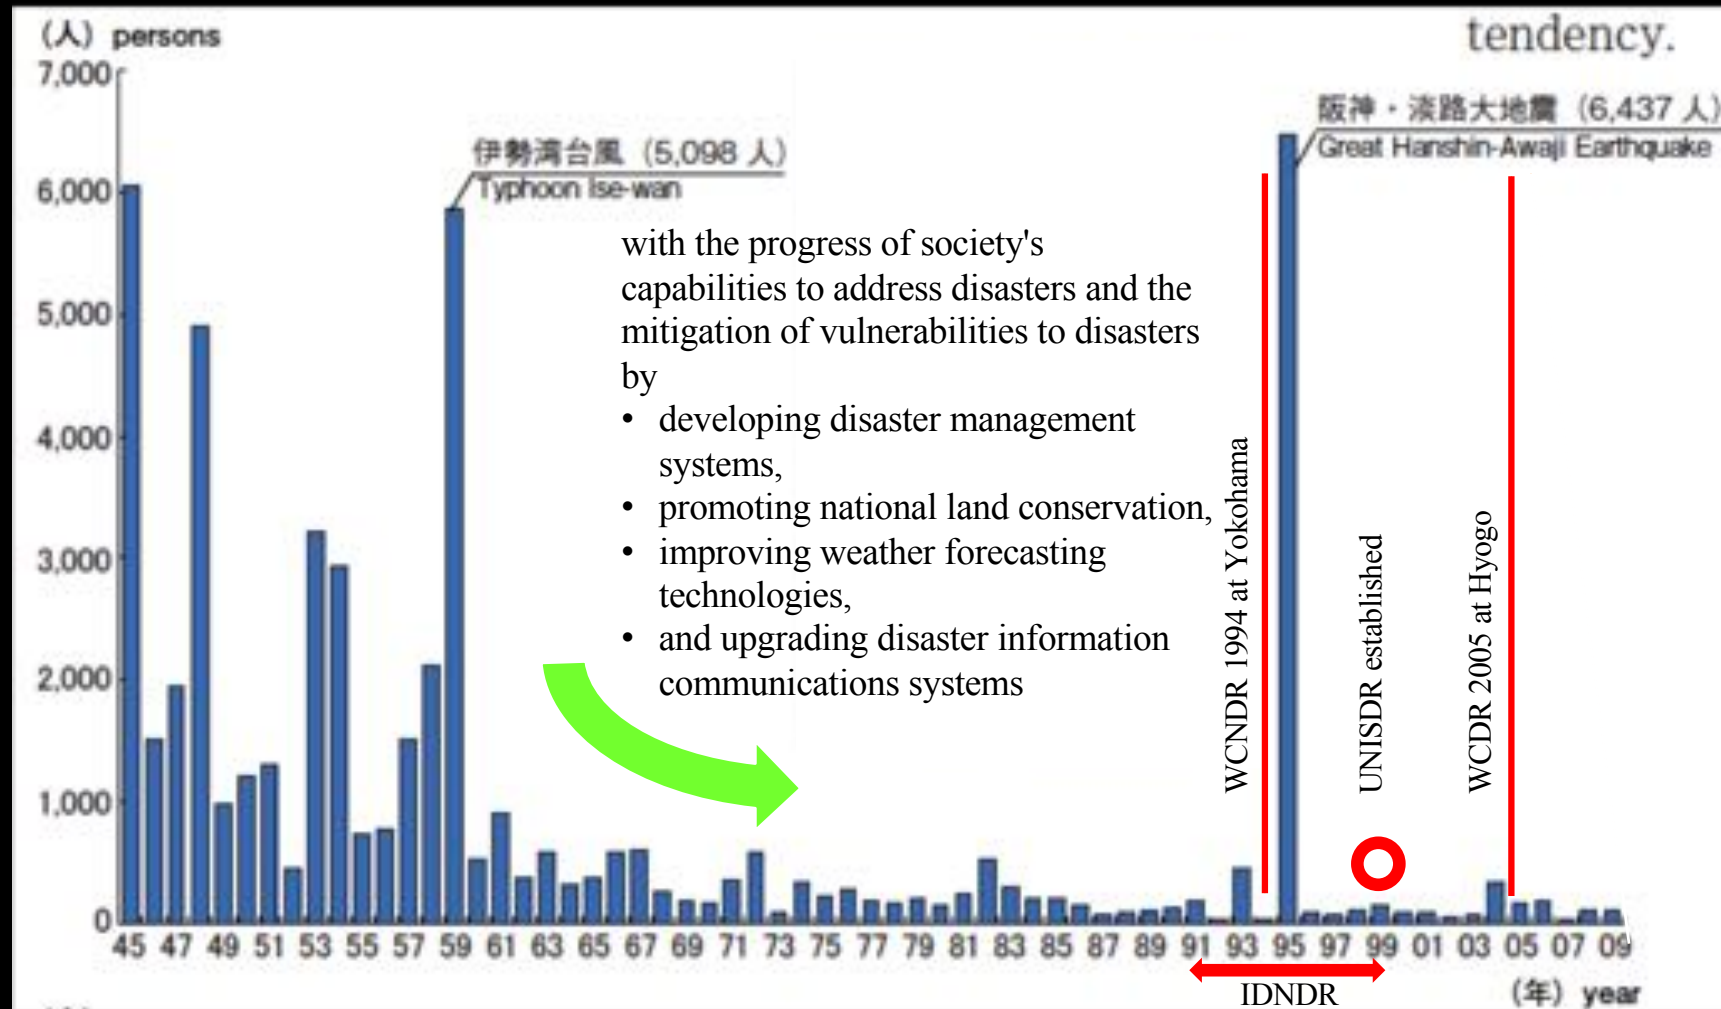 tendency.
（人）persons
7,000
6,000
5,000
4,000
3,000
2,000
1,000
0
伊勢湾台風（5,098 人）
Typhoon Ise-wan
阪神・淡路大地震（6,437 人）
Great Hanshin-Awaji Earthquake
with the progress of society's
capabilities to address disasters and the
mitigation of vulnerabilities to disasters
by
• developing disaster management
systems,
• promoting national land conservation,
• improving weather forecasting
technologies,
• and upgrading disaster information
communications systems
WCNDR 1994 at Yokohama
UNISDR established
WCDR 2005 at Hyogo
45 47 49 51 53 55 57 59 61 63 65 67 69 71 73 75 77 79 81 83 85 87 89 91 93 95 97 99 01 03 05 07 09
IDNDR
（年）year